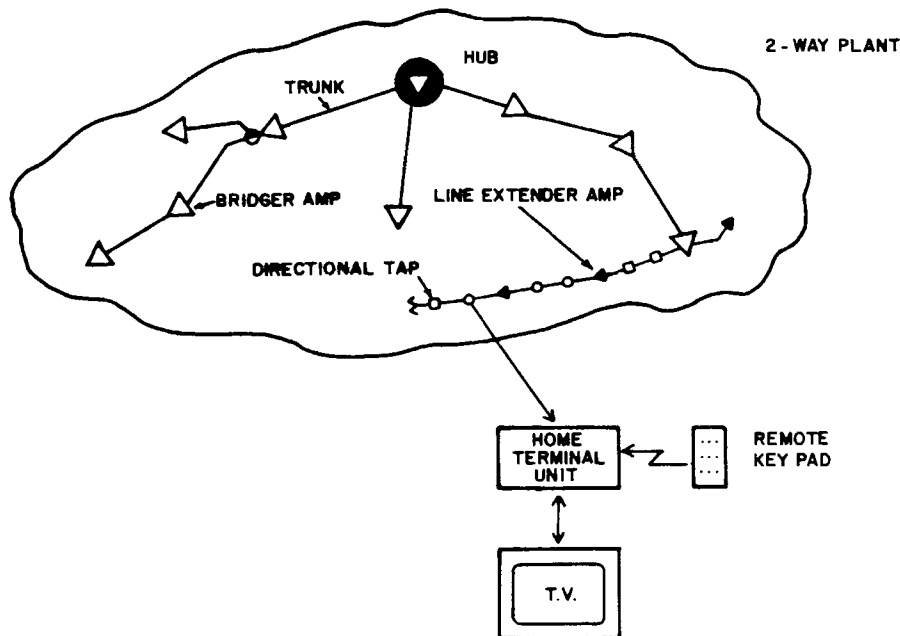 2-WAY PLANT
HUB
TRUNK
BRIDGER AMP
LINE EXTENDER AMP
DIRECTIONAL TAP
HOME
TERMINAL
UNIT
REMOTE
KEY PAD
T.V.